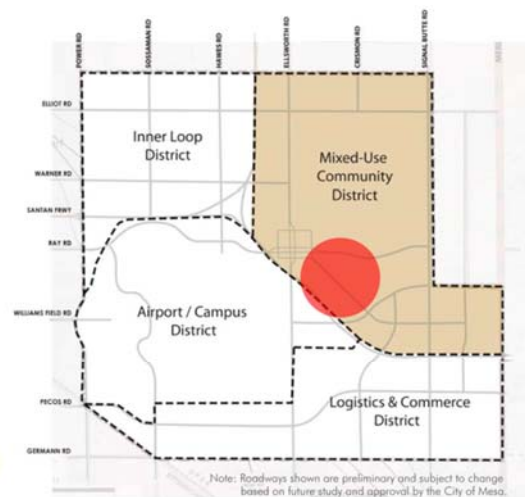 POWER RD
SOSSAMAN RD
HAWES RD
ELLSWORTH RD
CRISMON RD
SIGNAL BUTTE RD
ELLIOT RD
Inner Loop
District
Mixed-Use
Community
District
WARNER RD
SANTAN FRWY
RAY RD
WILLIAMS FIELD RD
Airport / Campus
District
PECOS RD
Logistics & Commerce
District
GERMANN RD
Note: Roadways shown are preliminary and subject to change
based on future study and approval by the City of Mesa.